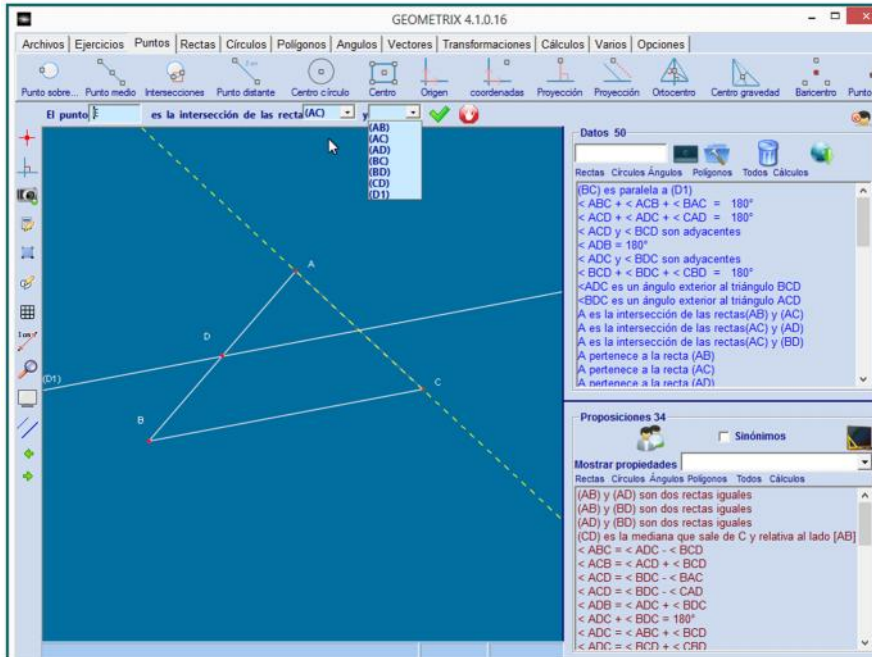 GEOMETRIX 4.1.0.16
Archivos Ejercicios Puntos Rectas Círculos Polígonos Angulos Vectores Transformaciones Cálculos Varios Opciones
Punto sobre... Punto medio Intersecciones Punto distante Centro círculo Centro Origen coordenadas Proyección Proyección Ortocentro Centro gravedad Baricentro Punto
El punto es la intersección de las recta (AC) y
(AB)
(AC)
(AD)
(BC)
(BD)
(CD)
(D1)
A
D
C
(D1)
B
1 cm
Datos 50
Rectas Círculos Ángulos Polígonos Todos Cálculos
(BC) es paralela a (D1)
< ABC + < ACB + < BAC = 180°
< ACD + < ADC + < CAD = 180°
< ACD y < BCD son adyacentes
< ADB = 180°
< ADC y < BDC son adyacentes
< BCD + < BDC + < CBD = 180°
<ADC es un ángulo exterior al triángulo BCD
<BDC es un ángulo exterior al triángulo ACD
A es la intersección de las rectas(AB) y (AC)
A es la intersección de las rectas(AC) y (AD)
A es la intersección de las rectas(AC) y (BD)
A pertenece a la recta (AB)
A pertenece a la recta (AC)
A pertenece a la recta (AD)
Proposiciones 34
Sinónimos
Mostrar propiedades
Rectas Círculos Ángulos Polígonos Todos Cálculos
(AB) y (AD) son dos rectas iguales
(AB) y (BD) son dos rectas iguales
(AD) y (BD) son dos rectas iguales
(CD) es la mediana que sale de C y relativa al lado [AB]
< ABC = < ADC - < BCD
< ACB = < ACD + < BCD
< ACD = < BDC - < BAC
< ACD = < BDC - < CAD
< ADB = < ADC + < BDC
< ADC + < BDC = 180°
< ADC = < ABC + < BCD
< ADC = < BCD + < CBD